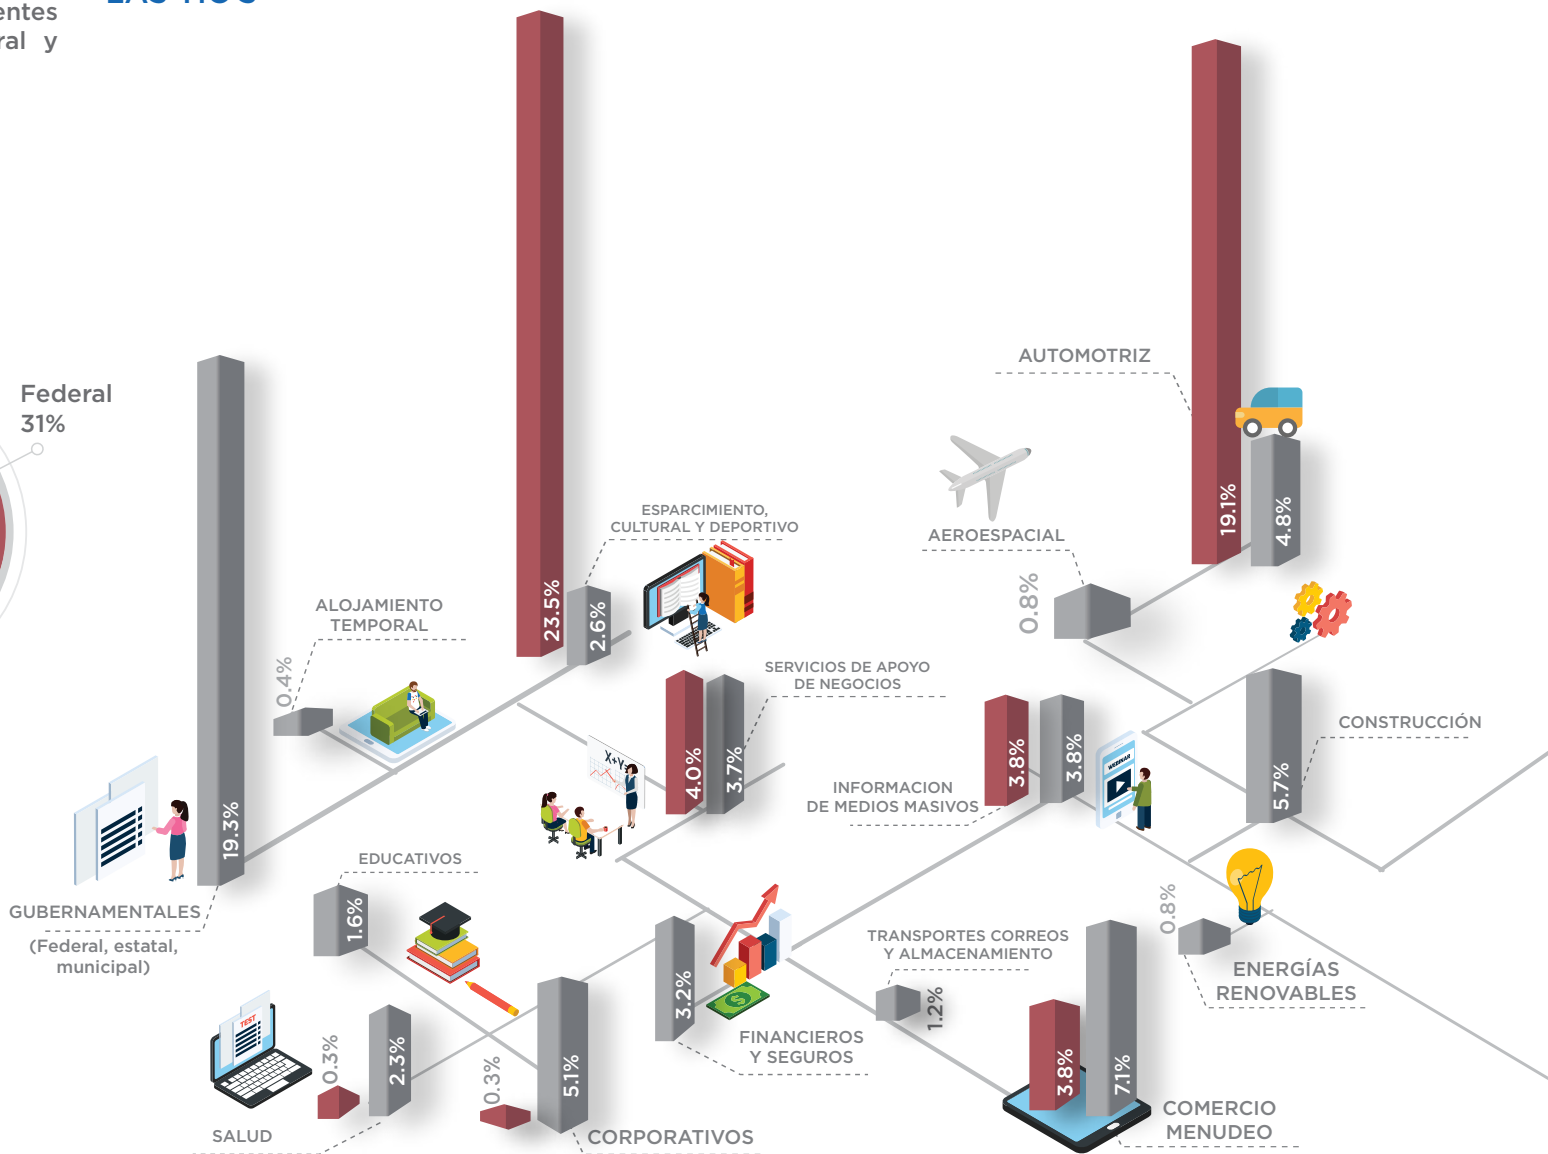 entes
ral y
Federal
31%
AUTOMOTRIZ
19.1%
4.8%
AEROESPACIAL
0.8%
ESPARCIMIENTO,
CULTURAL Y DEPORTIVO
23.5%
2.6%
ALOJAMIENTO
TEMPORAL
0.4%
SERVICIOS DE APOYO
DE NEGOCIOS
4.0%
3.7%
X+Y=
INFORMACION
DE MEDIOS MASIVOS
3.8%
3.8%
WEBINAR
CONSTRUCCIÓN
5.7%
19.3%
GUBERNAMENTALES
(Federal, estatal,
municipal)
EDUCATIVOS
1.6%
TRANSPORTES CORREOS
Y ALMACENAMIENTO
1.2%
0.8%
ENERGÍAS
RENOVABLES
3.2%
FINANCIEROS
Y SEGUROS
TEST
0.3%
2.3%
SALUD
0.3%
5.1%
CORPORATIVOS
3.8%
7.1%
COMERCIO
MENUDEO